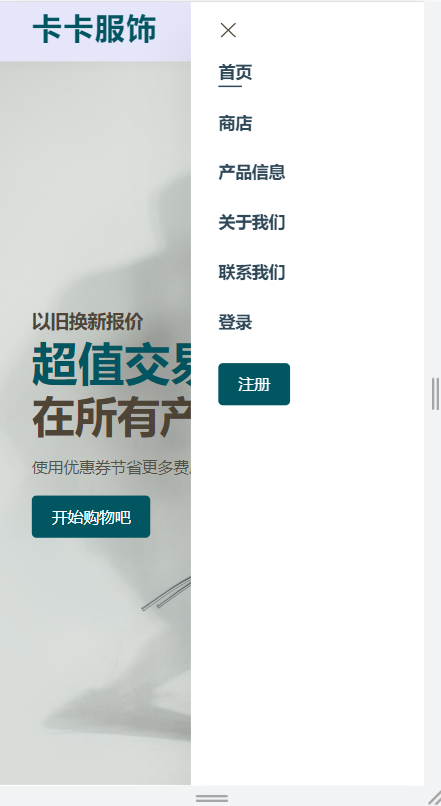 卡卡服饰
首页
商店
产品信息
关于我们
联系我们
登录
注册
以旧换新报价
超值交易
在所有产
使用优惠券节省更多费
开始购物吧